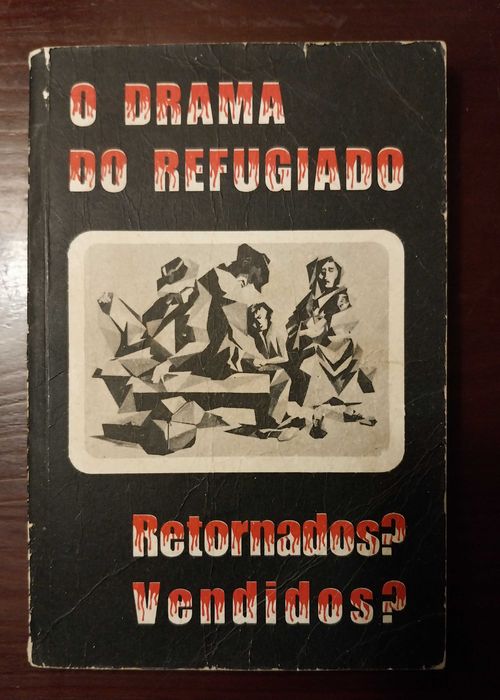 O DRAMA
DO REFUGIADO
Retornados?
Vendidos?